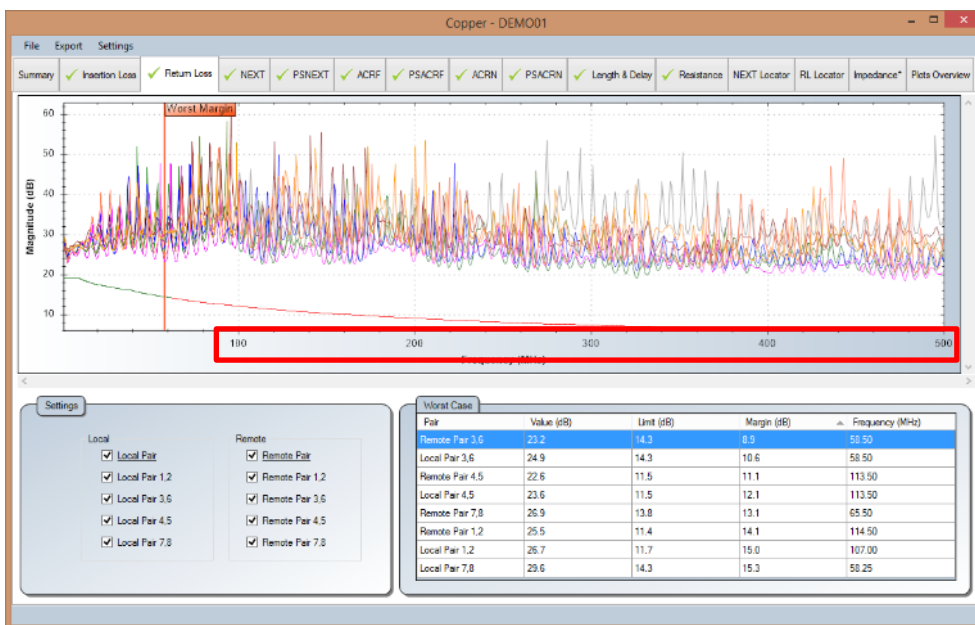 Copper - DEMO01
File Export Settings
Summary Insertion Loss Return Loss NEXT PSNEXT ACRF PSACRF ACRN PSACRN Length & Delay Resistance NEXT Locator RL Locator Impedance* Plots Overview
Worst Margin
60
50
40
30
20
10
Magnitude (dB)
100 200 300 400 500
Frequency (MHz)
Settings
Local
Local Pair
Local Pair 1,2
Local Pair 3,6
Local Pair 4,5
Local Pair 7,8
Remote
Remote Pair
Remote Pair 1,2
Remote Pair 3,6
Remote Pair 4,5
Remote Pair 7,8
Worst Case
Pair Value (dB) Limit (dB) Margin (dB) Frequency (MHz)
Remote Pair 3,6 23.2 14.3 8.9 58.50
Local Pair 3,6 24.9 14.3 10.6 58.50
Remote Pair 4,5 22.6 11.5 11.1 113.50
Local Pair 4,5 23.6 11.5 12.1 113.50
Remote Pair 7,8 26.9 13.8 13.1 65.50
Remote Pair 1,2 25.5 11.4 14.1 114.50
Local Pair 1,2 26.7 11.7 15.0 107.00
Local Pair 7,8 29.6 14.3 15.3 58.25